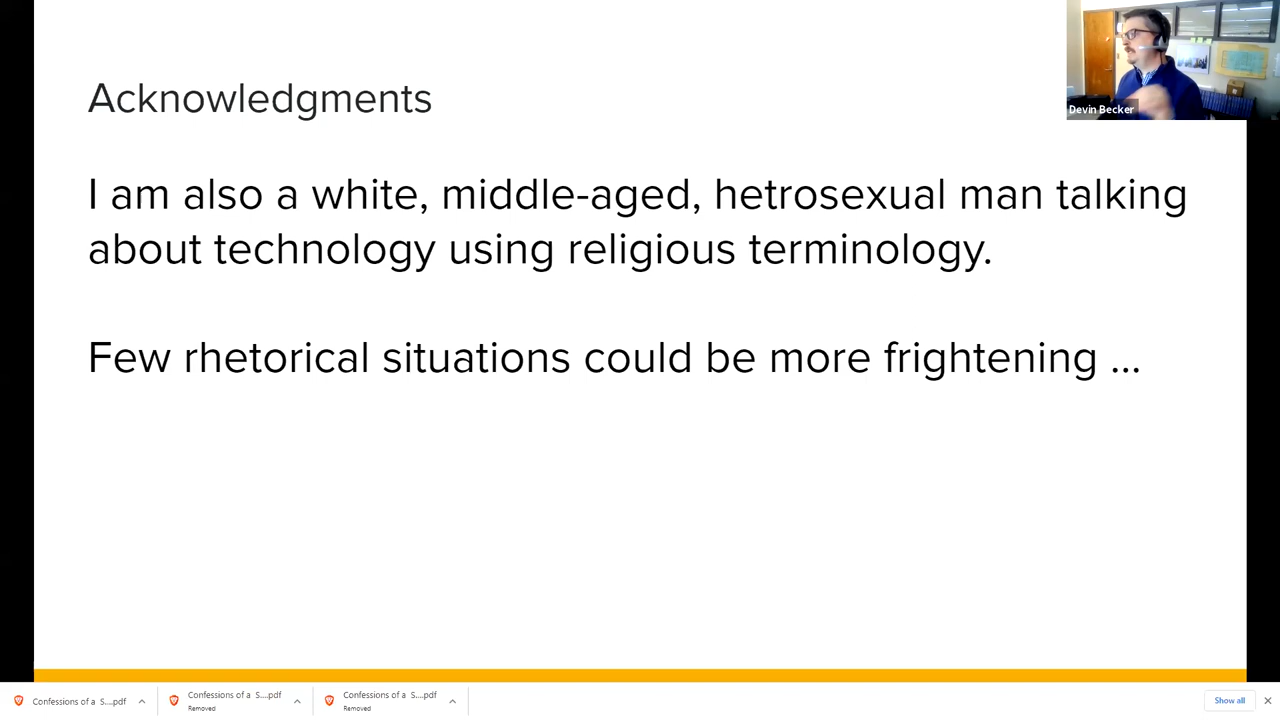 Acknowledgments
Devin Becker
I am also a white, middle-aged, hetrosexual man talking
about technology using religious terminology.
Few rhetorical situations could be more frightening ...
Confessions of a S....pdf
Confessions of a S....pdf
Removed
Confessions of a S....pdf
Removed
Show all